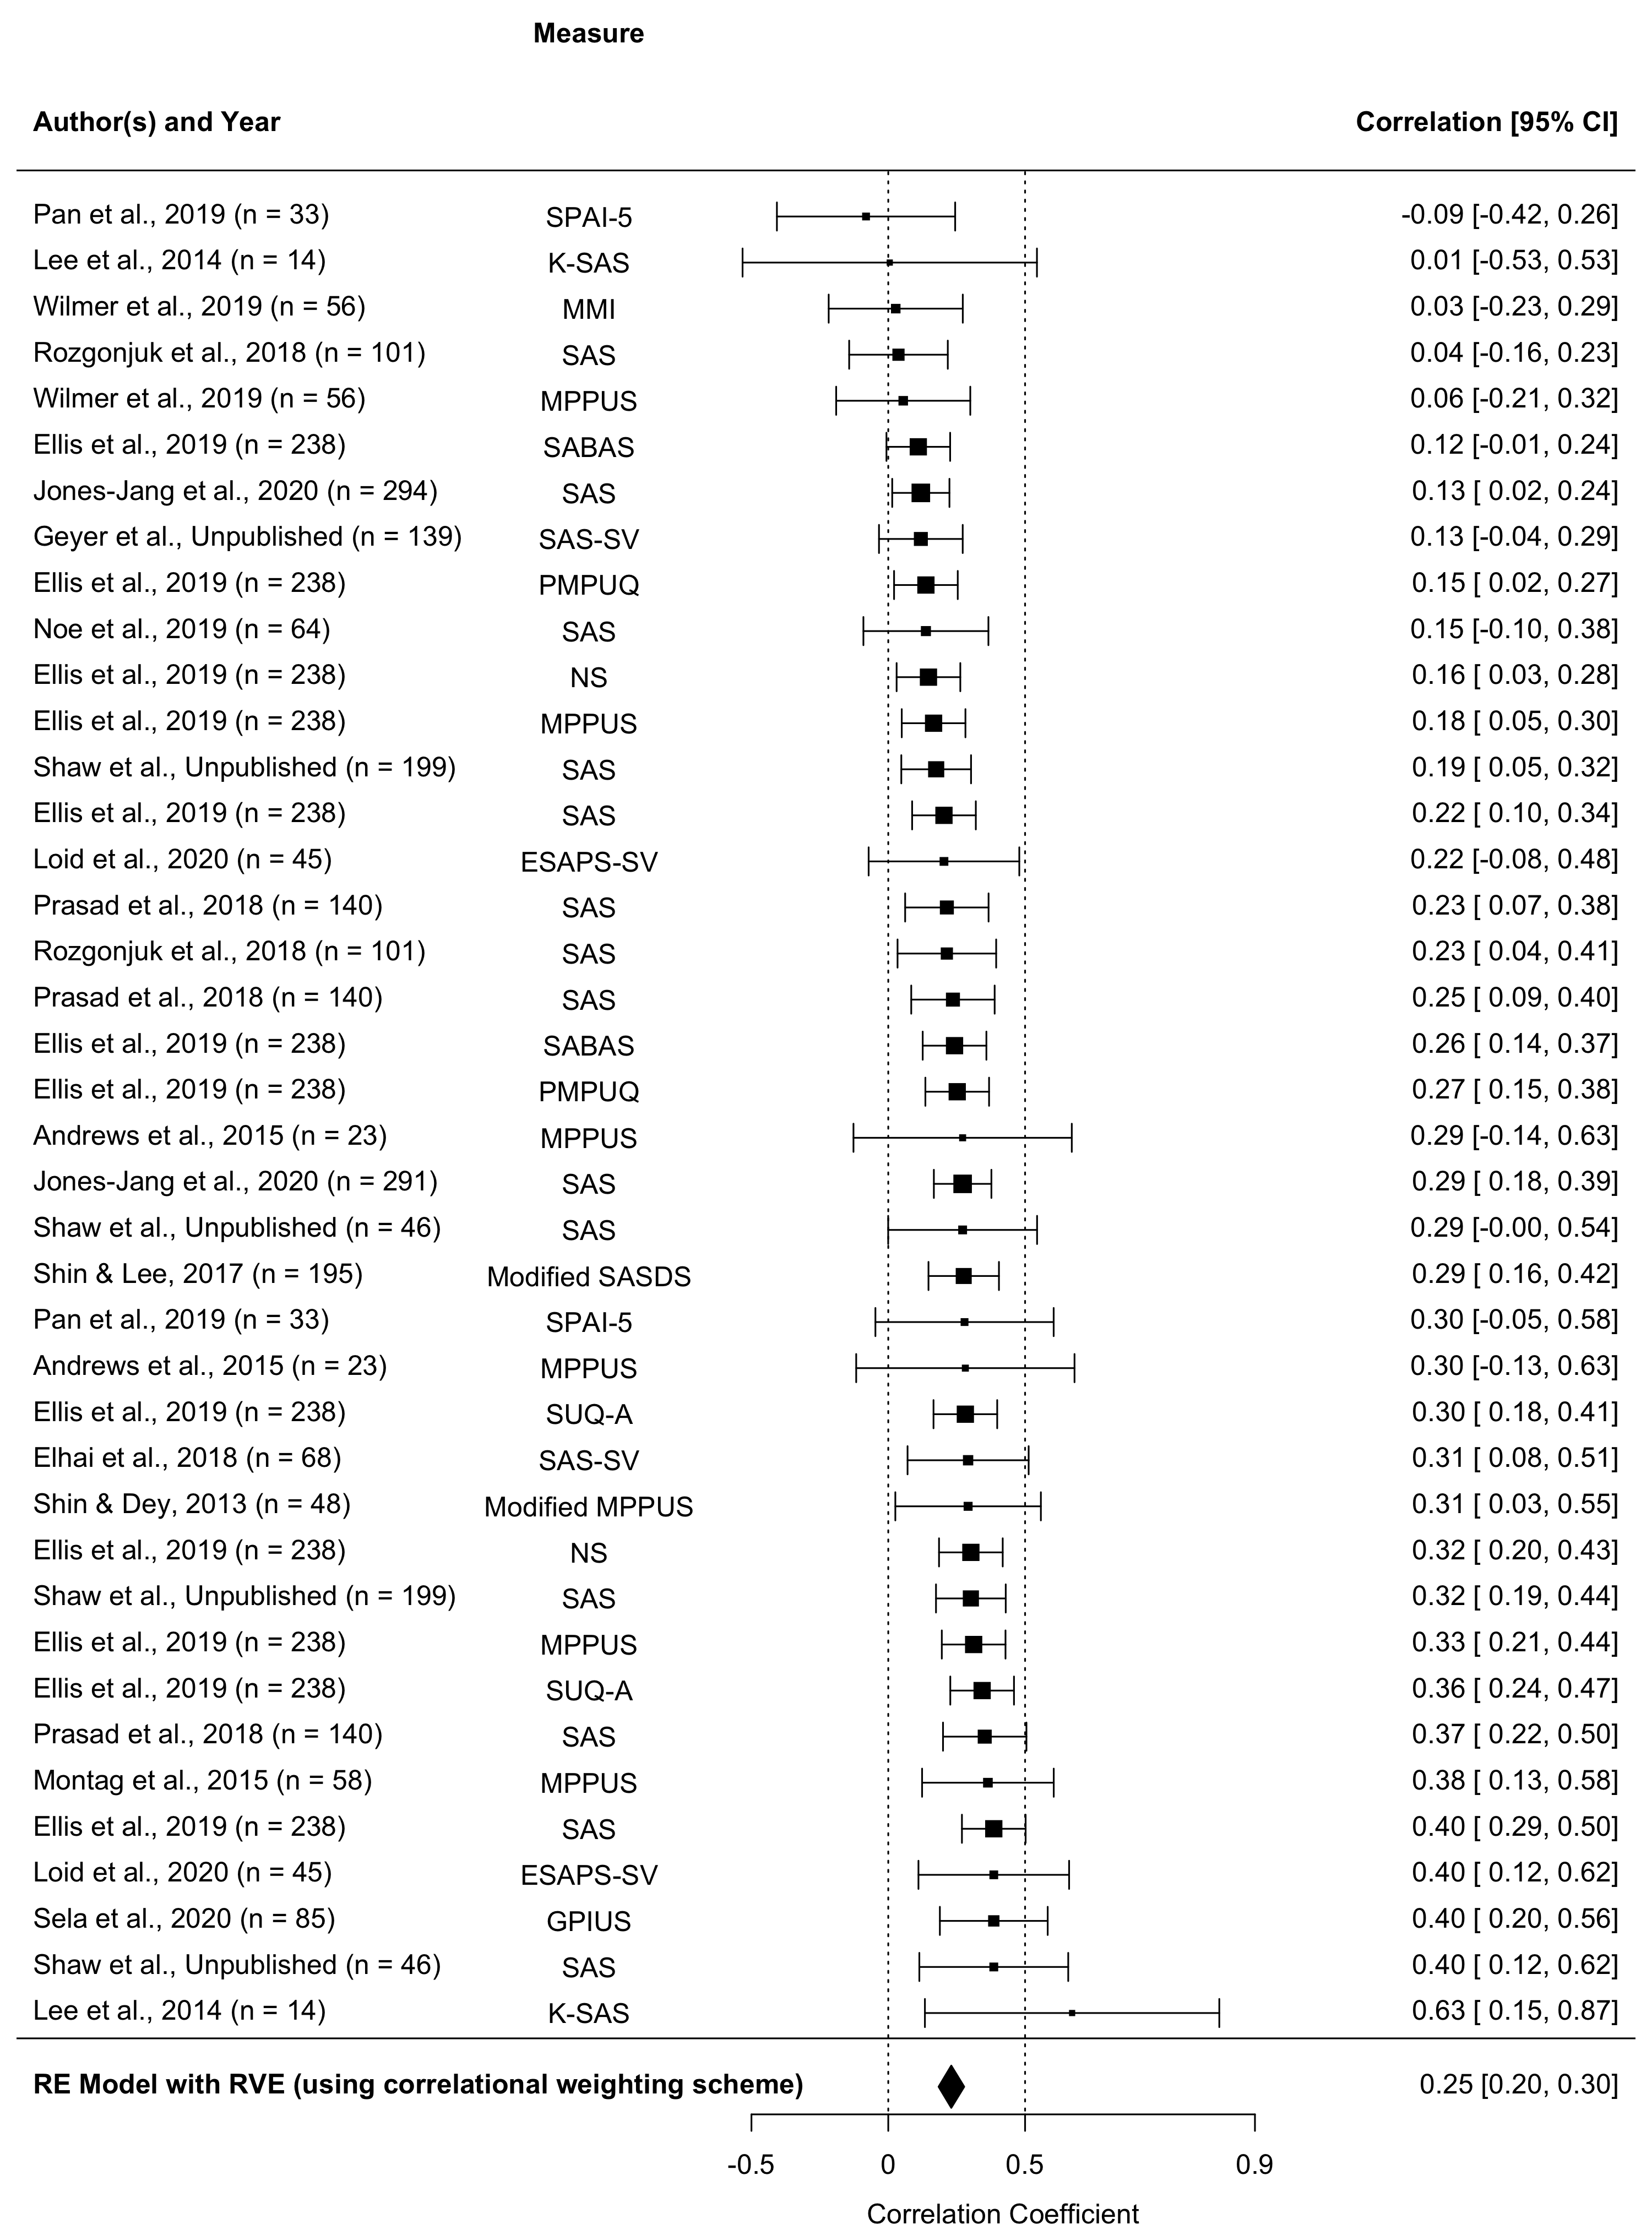 Measure
Author(s) and Year Correlation [95% CI]
Pan et al., 2019 (n = 33) SPAI-5 -0.09 [-0.42, 0.26]
Lee et al., 2014 (n = 14) K-SAS 0.01 [-0.53, 0.53]
Wilmer et al., 2019 (n = 56) MMI 0.03 [-0.23, 0.29]
Rozgonjuk et al., 2018 (n = 101) SAS 0.04 [-0.16, 0.23]
Wilmer et al., 2019 (n = 56) MPPUS 0.06 [-0.21, 0.32]
Ellis et al., 2019 (n = 238) SABAS 0.12 [-0.01, 0.24]
Jones-Jang et al., 2020 (n = 294) SAS 0.13 [ 0.02, 0.24]
Geyer et al., Unpublished (n = 139) SAS-SV 0.13 [-0.04, 0.29]
Ellis et al., 2019 (n = 238) PMPUQ 0.15 [ 0.02, 0.27]
Noe et al., 2019 (n = 64) SAS 0.15 [-0.10, 0.38]
Ellis et al., 2019 (n = 238) NS 0.16 [ 0.03, 0.28]
Ellis et al., 2019 (n = 238) MPPUS 0.18 [ 0.05, 0.30]
Shaw et al., Unpublished (n = 199) SAS 0.19 [ 0.05, 0.32]
Ellis et al., 2019 (n = 238) SAS 0.22 [ 0.10, 0.34]
Loid et al., 2020 (n = 45) ESAPS-SV 0.22 [-0.08, 0.48]
Prasad et al., 2018 (n = 140) SAS 0.23 [ 0.07, 0.38]
Rozgonjuk et al., 2018 (n = 101) SAS 0.23 [ 0.04, 0.41]
Prasad et al., 2018 (n = 140) SAS 0.25 [ 0.09, 0.40]
Ellis et al., 2019 (n = 238) SABAS 0.26 [ 0.14, 0.37]
Ellis et al., 2019 (n = 238) PMPUQ 0.27 [ 0.15, 0.38]
Andrews et al., 2015 (n = 23) MPPUS 0.29 [-0.14, 0.63]
Jones-Jang et al., 2020 (n = 291) SAS 0.29 [ 0.18, 0.39]
Shaw et al., Unpublished (n = 46) SAS 0.29 [-0.00, 0.54]
Shin & Lee, 2017 (n = 195) Modified SASDS 0.29 [ 0.16, 0.42]
Pan et al., 2019 (n = 33) SPAI-5 0.30 [-0.05, 0.58]
Andrews et al., 2015 (n = 23) MPPUS 0.30 [-0.13, 0.63]
Ellis et al., 2019 (n = 238) SUQ-A 0.30 [ 0.18, 0.41]
Elhai et al., 2018 (n = 68) SAS-SV 0.31 [ 0.08, 0.51]
Shin & Dey, 2013 (n = 48) Modified MPPUS 0.31 [ 0.03, 0.55]
Ellis et al., 2019 (n = 238) NS 0.32 [ 0.20, 0.43]
Shaw et al., Unpublished (n = 199) SAS 0.32 [ 0.19, 0.44]
Ellis et al., 2019 (n = 238) MPPUS 0.33 [ 0.21, 0.44]
Ellis et al., 2019 (n = 238) SUQ-A 0.36 [ 0.24, 0.47]
Prasad et al., 2018 (n = 140) SAS 0.37 [ 0.22, 0.50]
Montag et al., 2015 (n = 58) MPPUS 0.38 [ 0.13, 0.58]
Ellis et al., 2019 (n = 238) SAS 0.40 [ 0.29, 0.50]
Loid et al., 2020 (n = 45) ESAPS-SV 0.40 [ 0.12, 0.62]
Sela et al., 2020 (n = 85) GPIUS 0.40 [ 0.20, 0.56]
Shaw et al., Unpublished (n = 46) SAS 0.40 [ 0.12, 0.62]
Lee et al., 2014 (n = 14) K-SAS 0.63 [ 0.15, 0.87]
RE Model with RVE (using correlational weighting scheme) 0.25 [0.20, 0.30]
-0.5 0 0.5 0.9
Correlation Coefficient